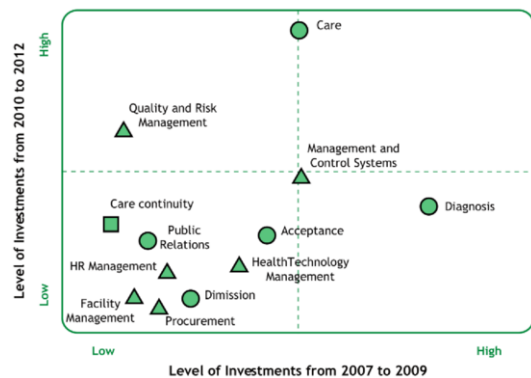 High
Care
Quality and Risk
Management
Management and
Control Systems
Level of Investments from 2010 to 2012
Care continuity
Diagnosis
Public
Relations
Acceptance
HR Management
HealthTechnology
Management
Low
Facility
Management
Dimission
Procurement
Low
High
Level of Investments from 2007 to 2009